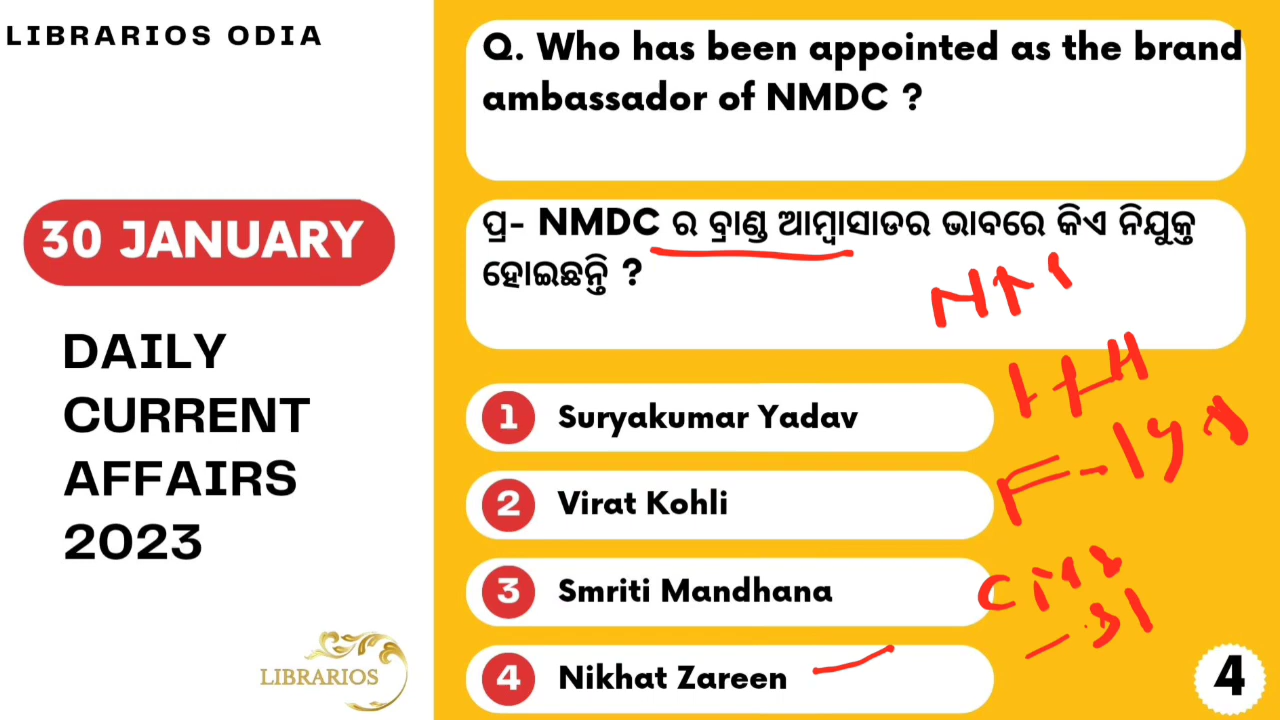 LIBRARIOS ODIA
30 JANUARY
DAILY
CURRENT
AFFAIRS
2023
LIBRARIOS
Q. Who has been appointed as the brand
ambassador of NMDC ?
ପ୍ର- NMDC ର ବ୍ରାଣ୍ଡ ଆମ୍ବାସାଡର ଭାବରେ କିଏ ନିଯୁକ୍ତ
ହୋଇଛନ୍ତି ?
1 Suryakumar Yadav
2 Virat Kohli
3 Smriti Mandhana
4 Nikhat Zareen
4